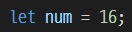 let num = 16;